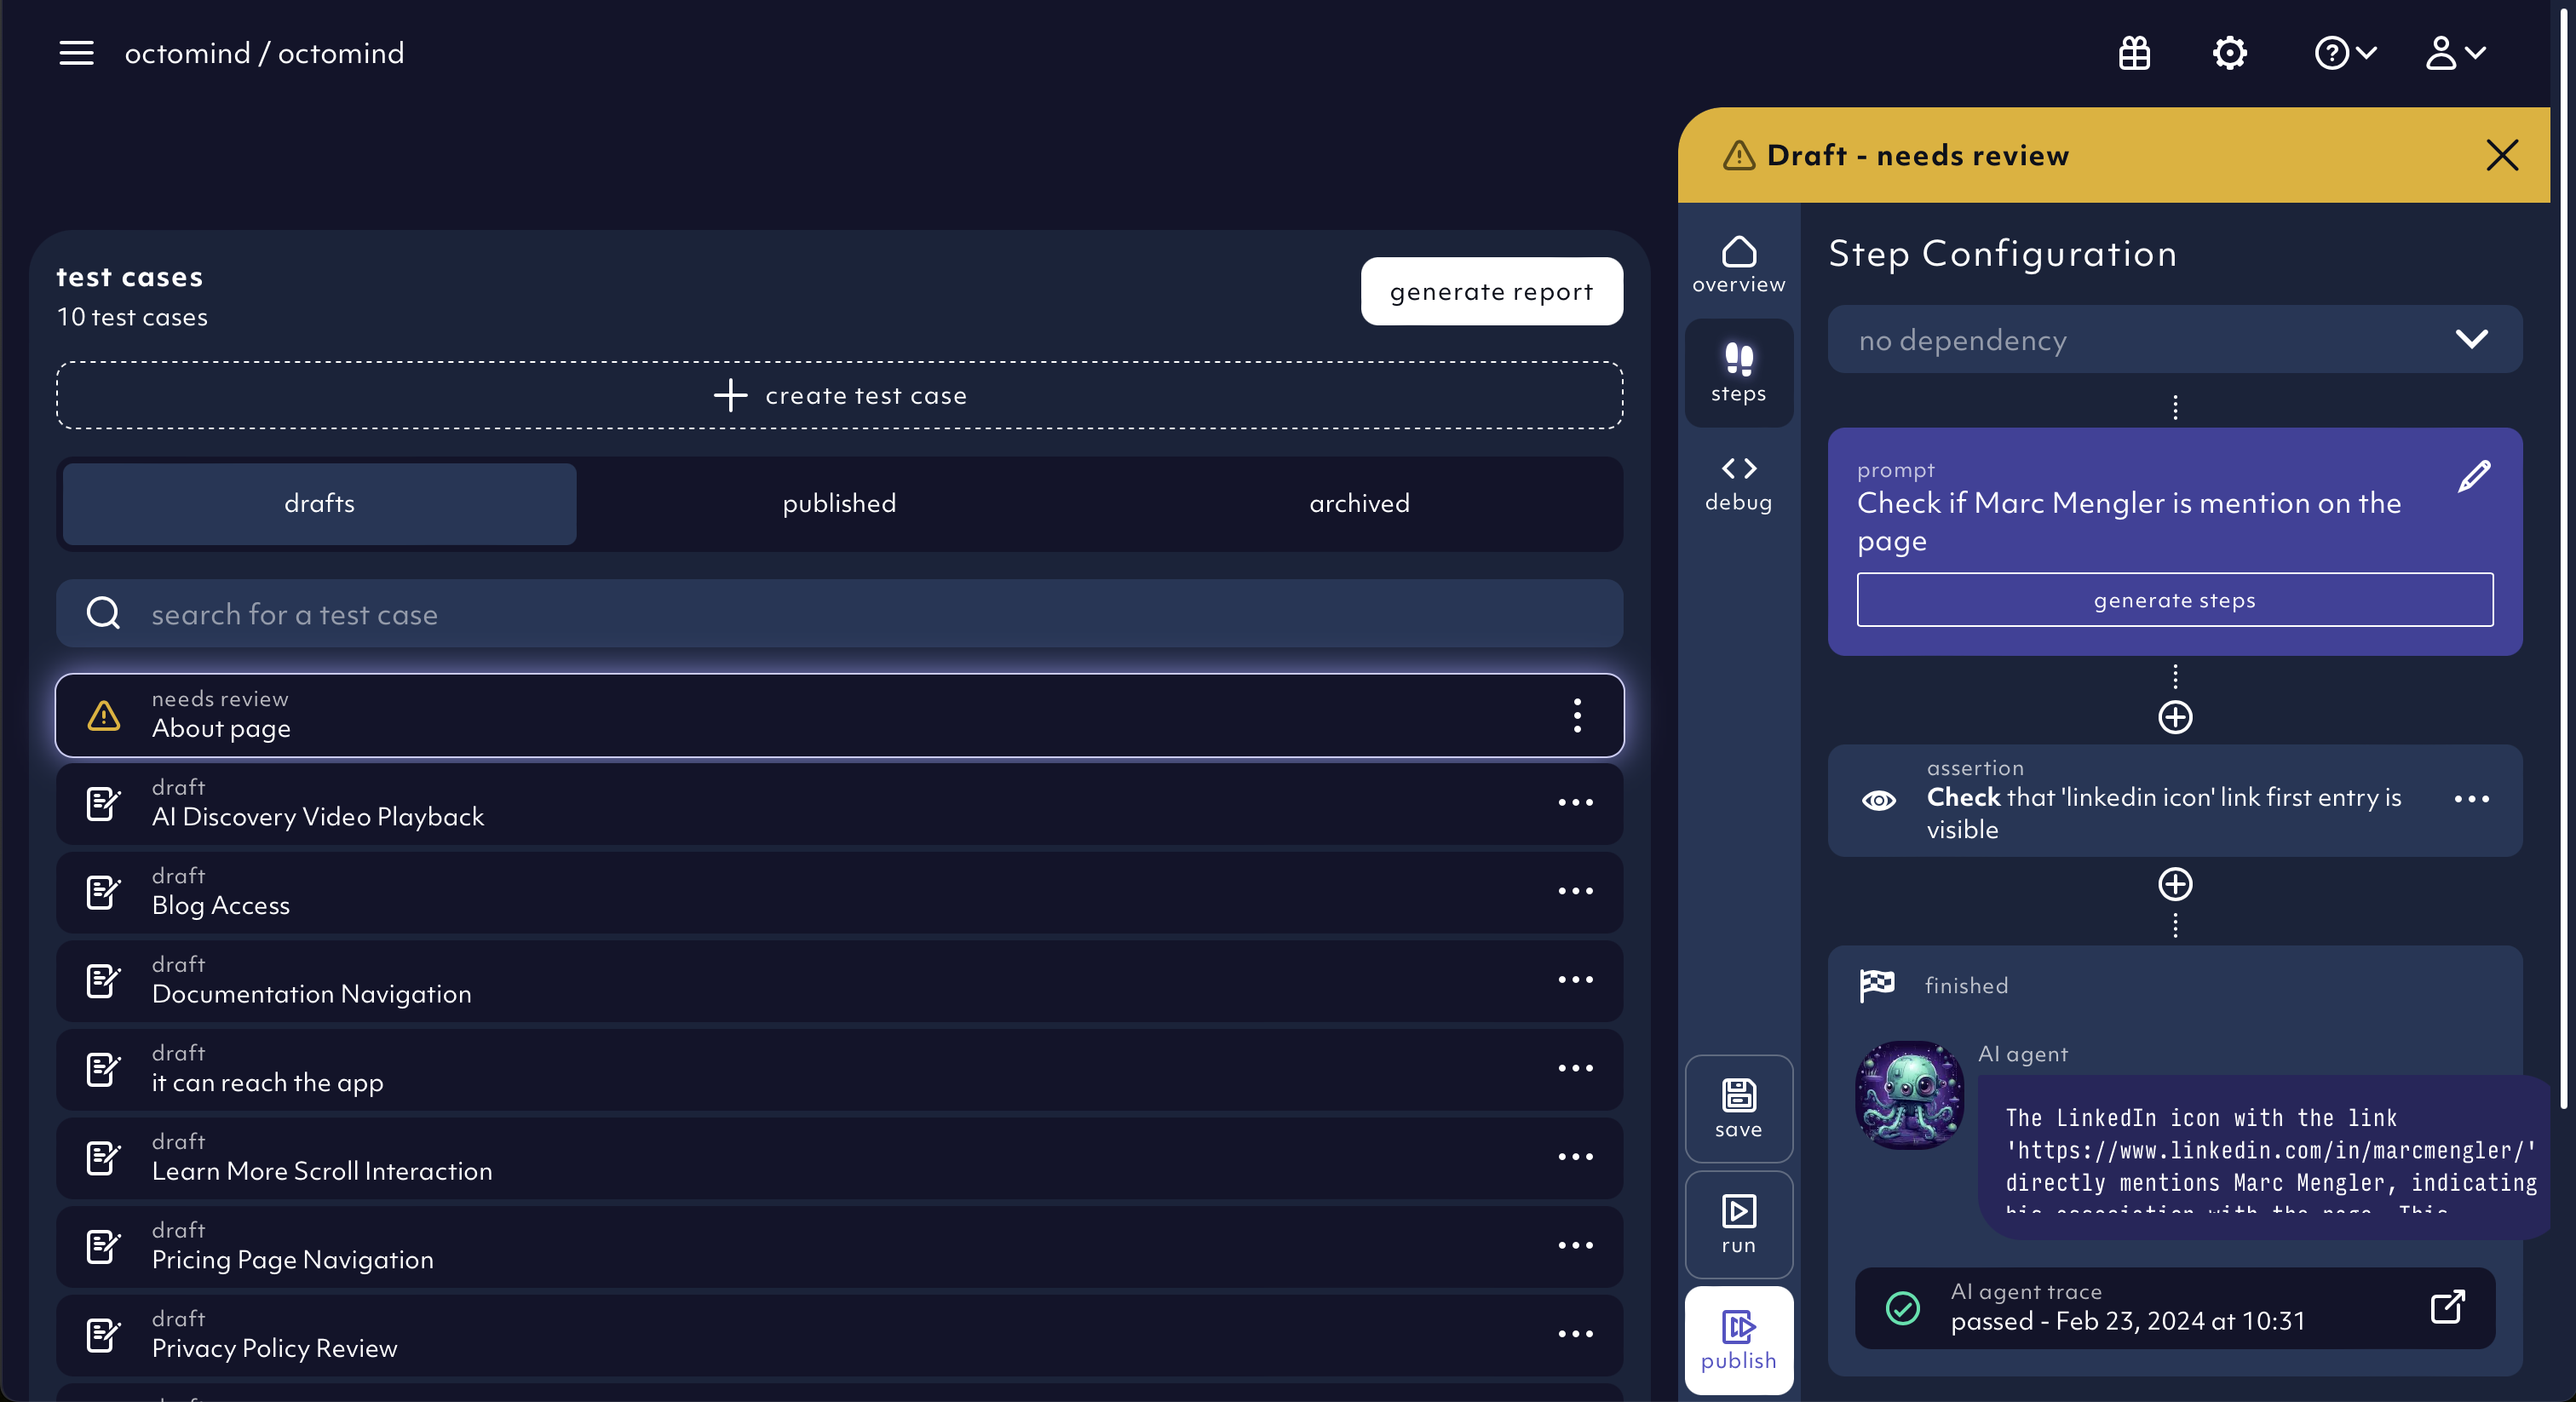 octomind / octomind
Draft - needs review
test cases
10 test cases
generate report
create test case
drafts
published
archived
search for a test case
needs review
About page
draft
AI Discovery Video Playback
draft
Blog Access
draft
Documentation Navigation
draft
it can reach the app
draft
Learn More Scroll Interaction
draft
Pricing Page Navigation
draft
Privacy Policy Review
overview
steps
debug
save
run
publish
Step Configuration
no dependency
prompt
Check if Marc Mengler is mention on the
page
generate steps
assertion
Check that 'linkedin icon' link first entry is
visible
finished
AI agent
The LinkedIn icon with the link
'https://www.linkedin.com/in/marcmengler/'
directly mentions Marc Mengler, indicating
his association with the page. This
AI agent trace
passed - Feb 23, 2024 at 10:31